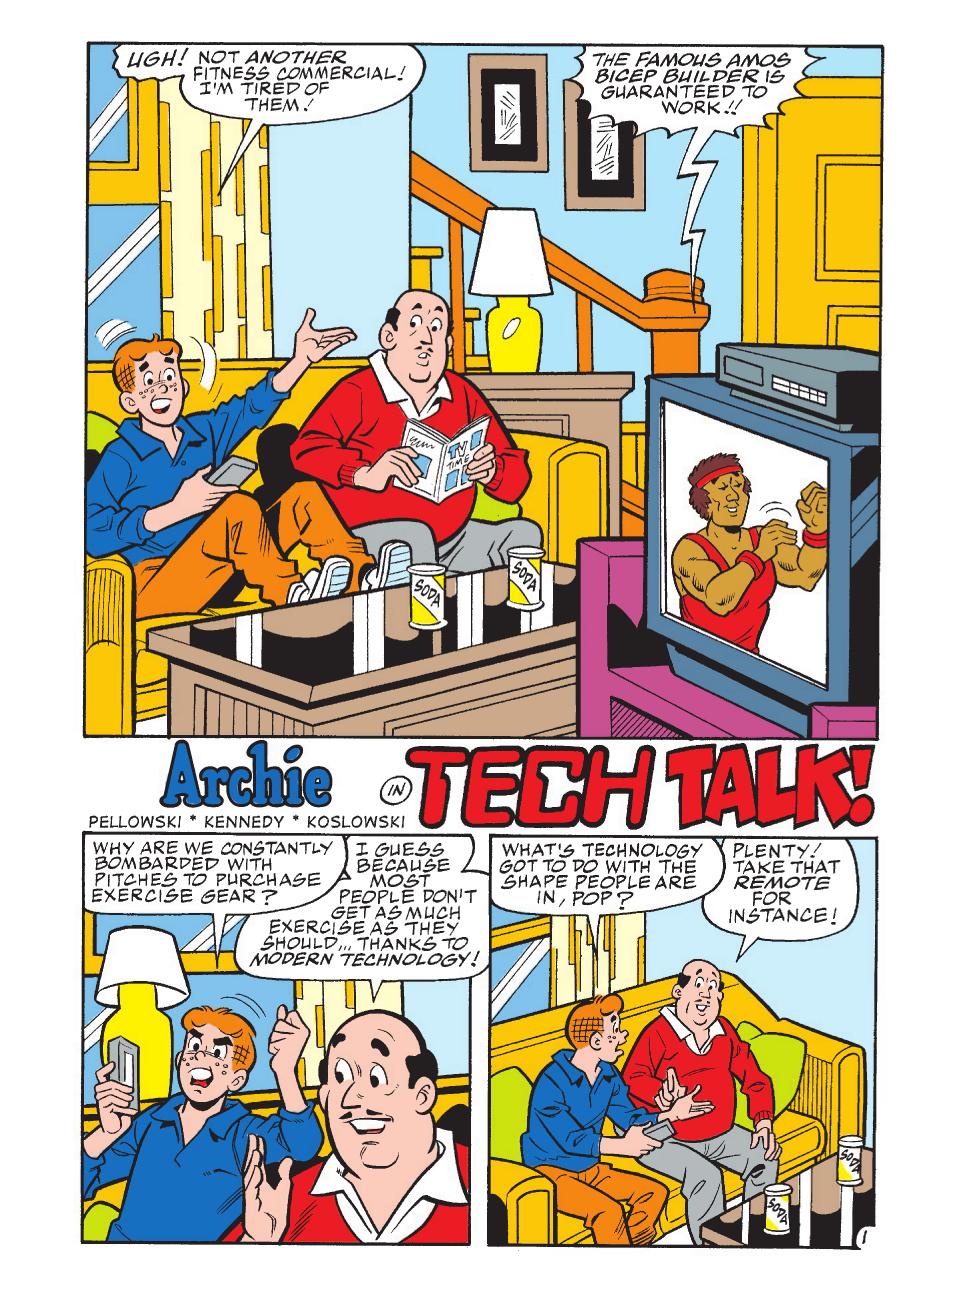 UGH! NOT ANOTHER
FITNESS COMMERCIAL!
I'M TIRED OF
THEM!
THE FAMOUS AMOS
BICEP BUILDER IS
GUARANTEED TO
WORK!!
TV
TIME
SODA
SODA
Archie
IN
TECH TALK!
PELLOWSKI * KENNEDY * KOSLOWSKI
WHY ARE WE CONSTANTLY
BOMBARDED WITH
PITCHES TO PURCHASE
EXERCISE GEAR?
I GUESS
BECAUSE
MOST
PEOPLE DON'T
GET AS MUCH
EXERCISE AS THEY
SHOULD,,, THANKS TO
MODERN TECHNOLOGY!
WHAT'S TECHNOLOGY
GOT TO DO WITH THE
SHAPE PEOPLE ARE
IN, POP?
PLENTY!
TAKE THAT
REMOTE
FOR
INSTANCE!
SODA
SODA
1